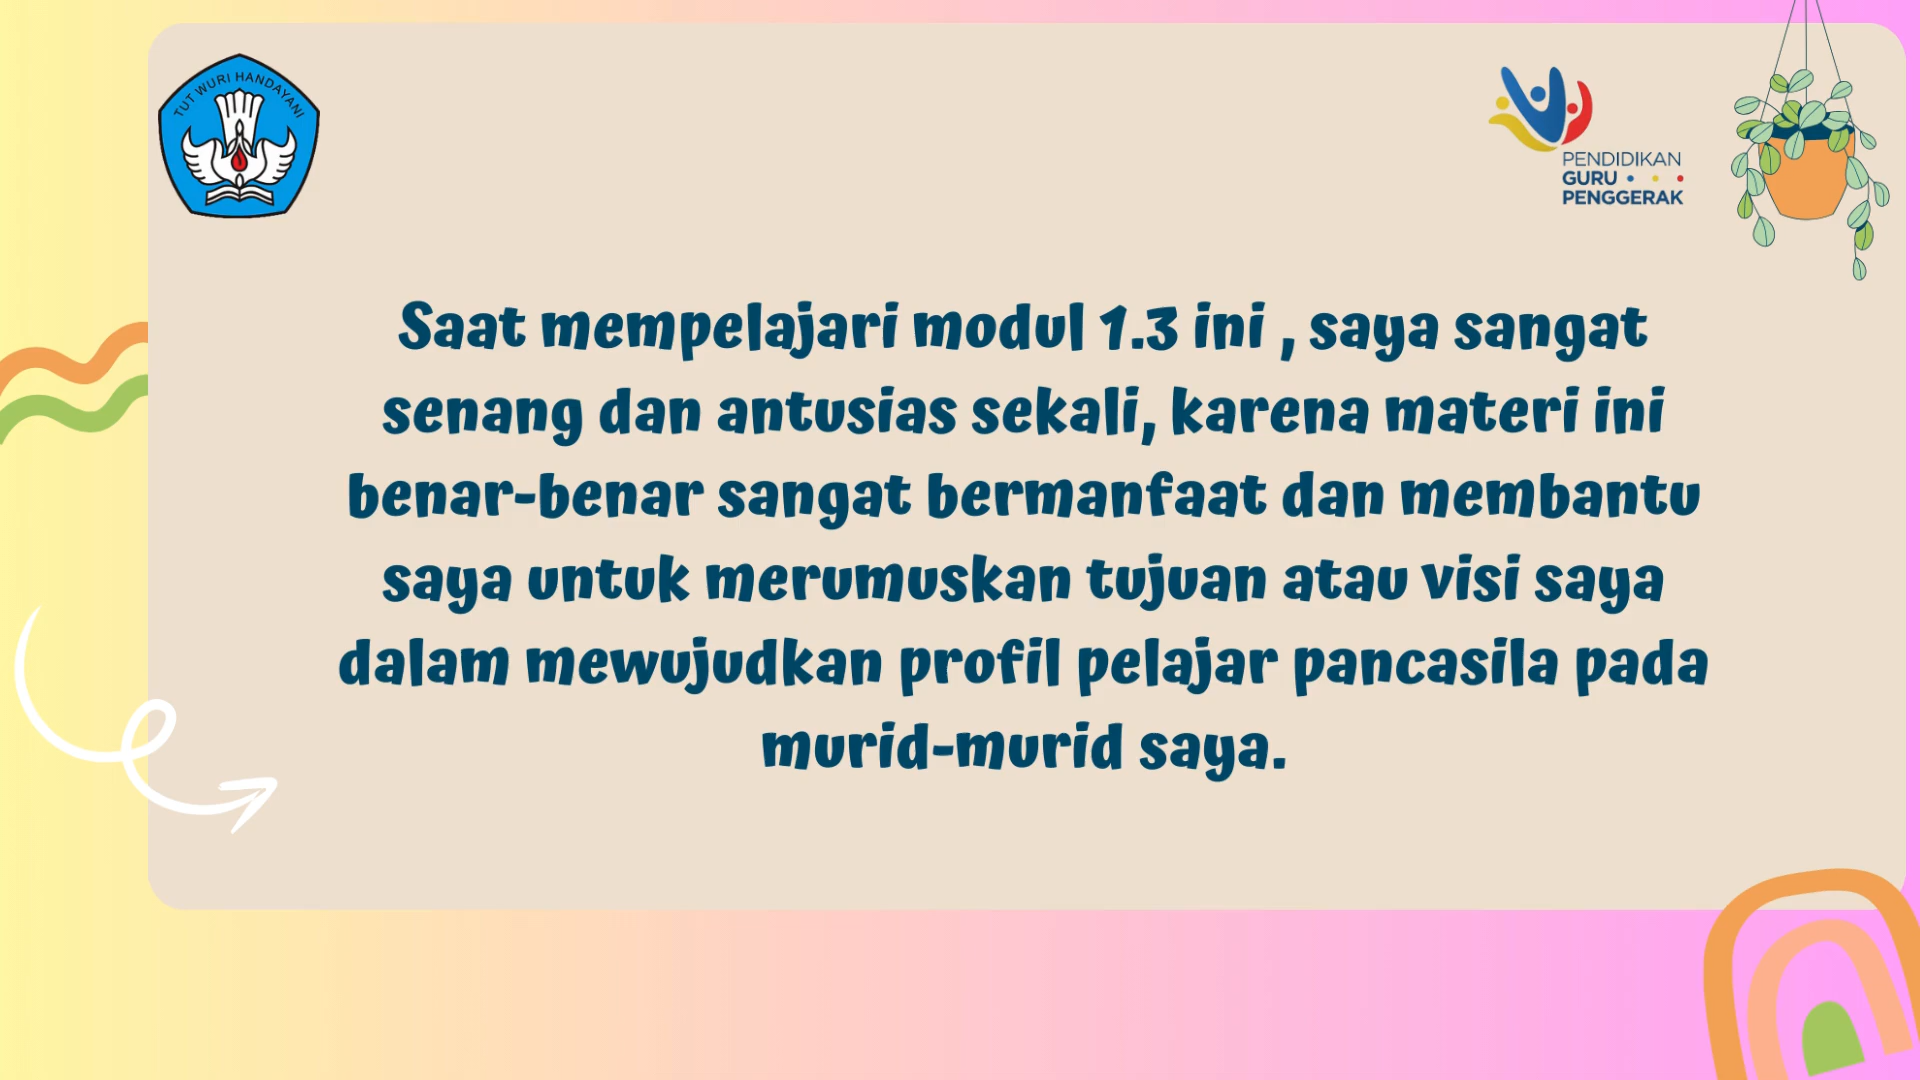 TUT WURI HANDAYANI
PENDIDIKAN
GURU
PENGGERAK
Saat mempelajari modul 1.3 ini , saya sangat
senang dan antusias sekali, karena materi ini
benar-benar sangat bermanfaat dan membantu
saya untuk merumuskan tujuan atau visi saya
dalam mewujudkan profil pelajar pancasila pada
murid-murid saya.